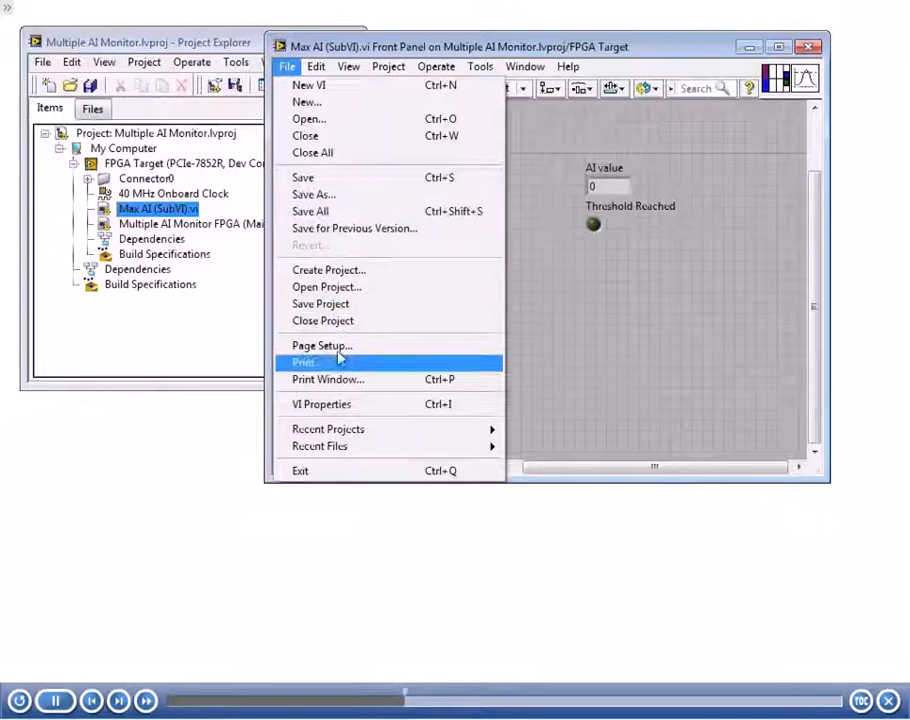 »
Multiple AI Monitor.lvproj - Project Explorer
File Edit View Project Operate Tools
Items Files
Project: Multiple AI Monitor.lvproj
My Computer
FPGA Target (PCIe-7852R, Dev Co
Connector0
40 MHz Onboard Clock
Max AI (SubVI).vi
Multiple AI Monitor FPGA (Mai
Dependencies
Build Specifications
Dependencies
Build Specifications
Max AI (SubVI).vi Front Panel on Multiple AI Monitor.lvproj/FPGA Target
File Edit View Project Operate Tools Window Help
Search
New VI Ctrl+N
New...
Open... Ctrl+O
Close Ctrl+W
Close All
Save Ctrl+S
Save As...
Save All Ctrl+Shift+S
Save for Previous Version...
Revert...
Create Project...
Open Project...
Save Project
Close Project
Page Setup...
Print...
Print Window... Ctrl+P
VI Properties Ctrl+I
Recent Projects
Recent Files
Exit Ctrl+Q
AI value
0
Threshold Reached
TOC